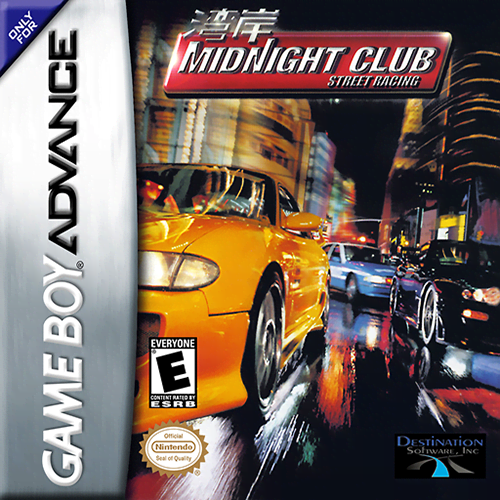 ONLY
FOR
GAME BOY ADVANCE
湾岸
MIDNIGHT CLUB
STREET RACING
EVERYONE
E
CONTENT RATED BY
ESRB
Official
Nintendo
Seal of Quality
DESTINATION
SOFTWARE, INC